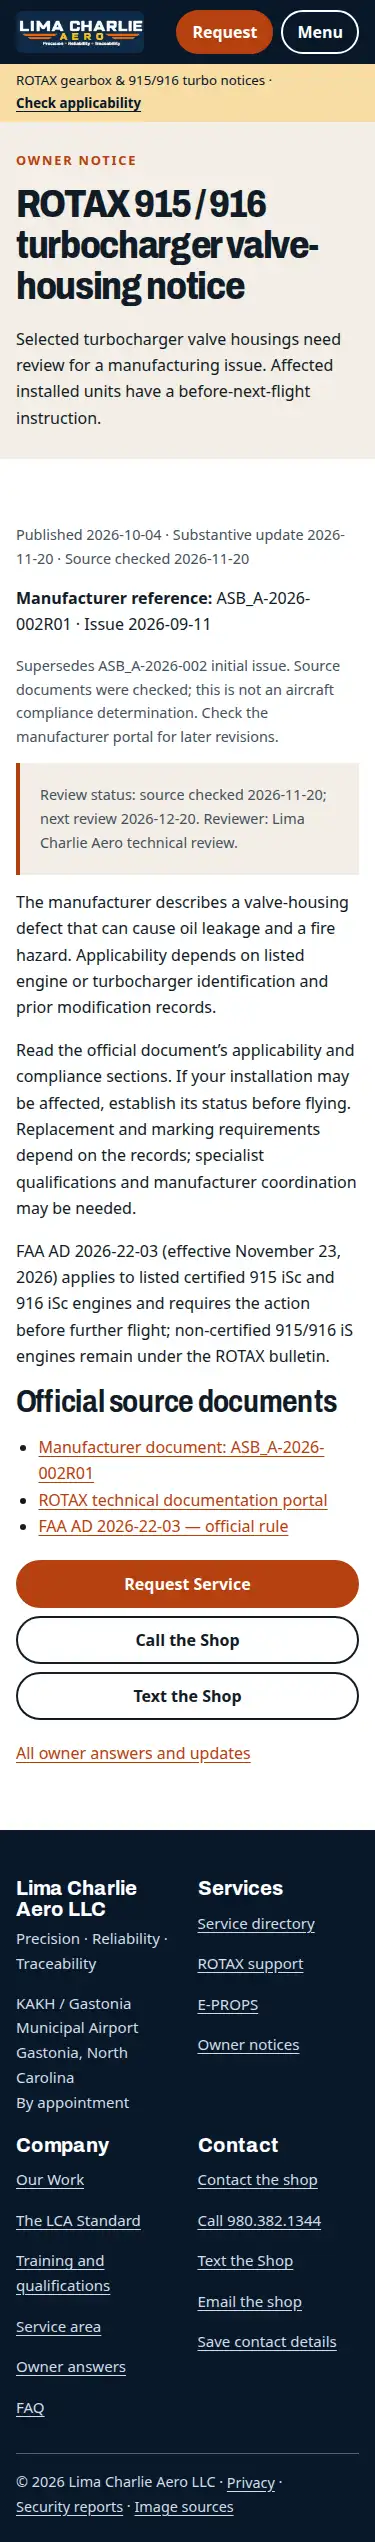 LIMA CHARLIE
AERO
Precision · Reliability · Traceability
Request
Menu
ROTAX gearbox & 915/916 turbo notices ·
Check applicability
OWNER NOTICE
ROTAX 915 / 916
turbocharger valve-
housing notice
Selected turbocharger valve housings need
review for a manufacturing issue. Affected
installed units have a before-next-flight
instruction.
Published 2026-10-04 · Substantive update 2026-
11-20 · Source checked 2026-11-20
Manufacturer reference: ASB_A-2026-
002R01 · Issue 2026-09-11
Supersedes ASB_A-2026-002 initial issue. Source
documents were checked; this is not an aircraft
compliance determination. Check the
manufacturer portal for later revisions.
Review status: source checked 2026-11-20;
next review 2026-12-20. Reviewer: Lima
Charlie Aero technical review.
The manufacturer describes a valve-housing
defect that can cause oil leakage and a fire
hazard. Applicability depends on listed
engine or turbocharger identification and
prior modification records.
Read the official document’s applicability and
compliance sections. If your installation may
be affected, establish its status before flying.
Replacement and marking requirements
depend on the records; specialist
qualifications and manufacturer coordination
may be needed.
FAA AD 2026-22-03 (effective November 23,
2026) applies to listed certified 915 iSc and
916 iSc engines and requires the action
before further flight; non-certified 915/916 iS
engines remain under the ROTAX bulletin.
Official source documents
• Manufacturer document: ASB_A-2026-
002R01
• ROTAX technical documentation portal
• FAA AD 2026-22-03 — official rule
Request Service
Call the Shop
Text the Shop
All owner answers and updates
Lima Charlie
Aero LLC
Precision · Reliability ·
Traceability
KAKH / Gastonia
Municipal Airport
Gastonia, North
Carolina
By appointment
Services
Service directory
ROTAX support
E-PROPS
Owner notices
Company
Our Work
The LCA Standard
Training and
qualifications
Service area
Owner answers
FAQ
Contact
Contact the shop
Call 980.382.1344
Text the Shop
Email the shop
Save contact details
© 2026 Lima Charlie Aero LLC · Privacy ·
Security reports · Image sources